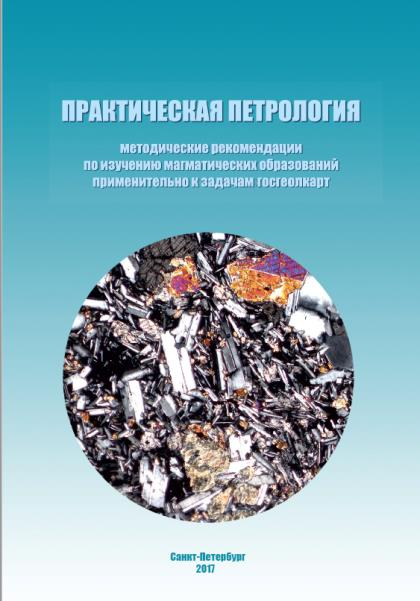 ПРАКТИЧЕСКАЯ ПЕТРОЛОГИЯ
методические рекомендации
по изучению магматических образований
применительно к задачам госгеолкарт
Санкт-Петербург
2017